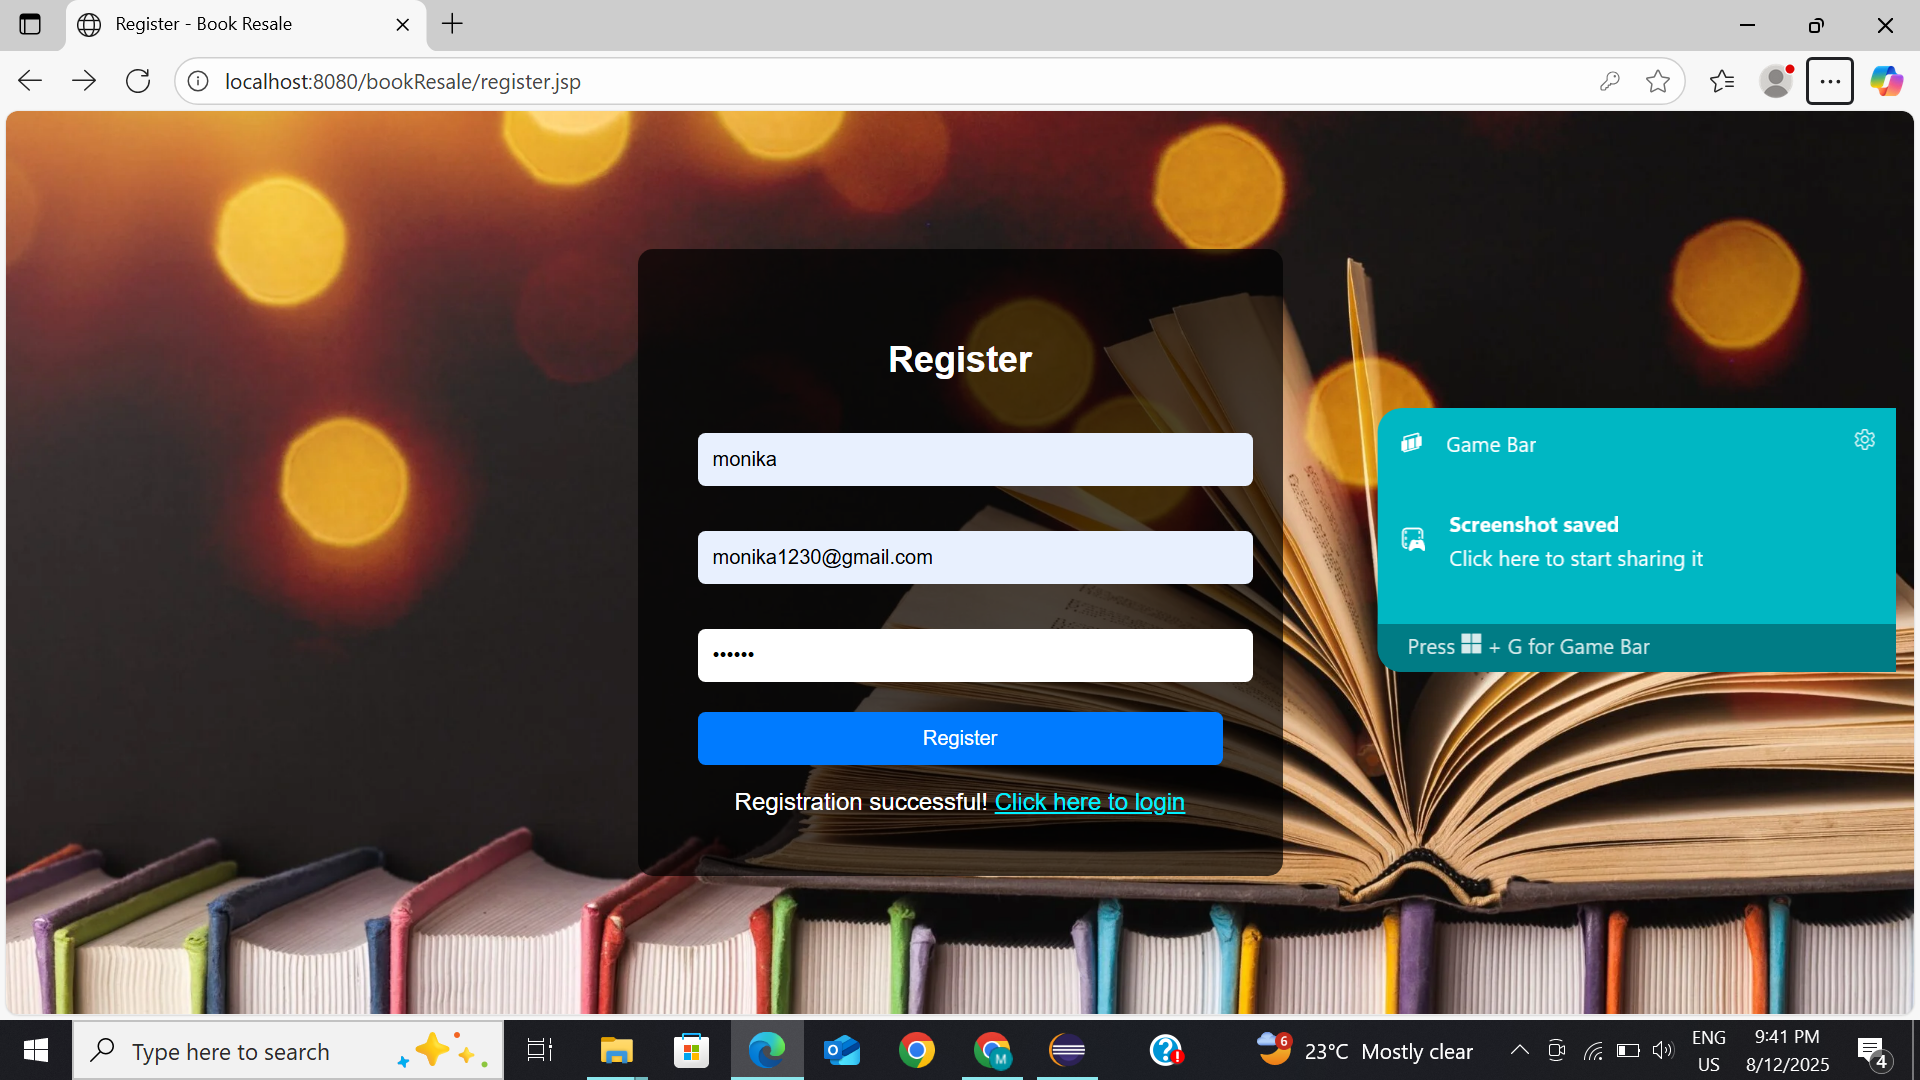 Register - Book Resale
localhost:8080/bookResale/register.jsp
Register
monika
monika1230@gmail.com
••••••
Register
Registration successful! Click here to login
Game Bar
Screenshot saved
Click here to start sharing it
Press + G for Game Bar
Type here to search
M
6
23°C Mostly clear
ENG
US
9:41 PM
8/12/2025
4